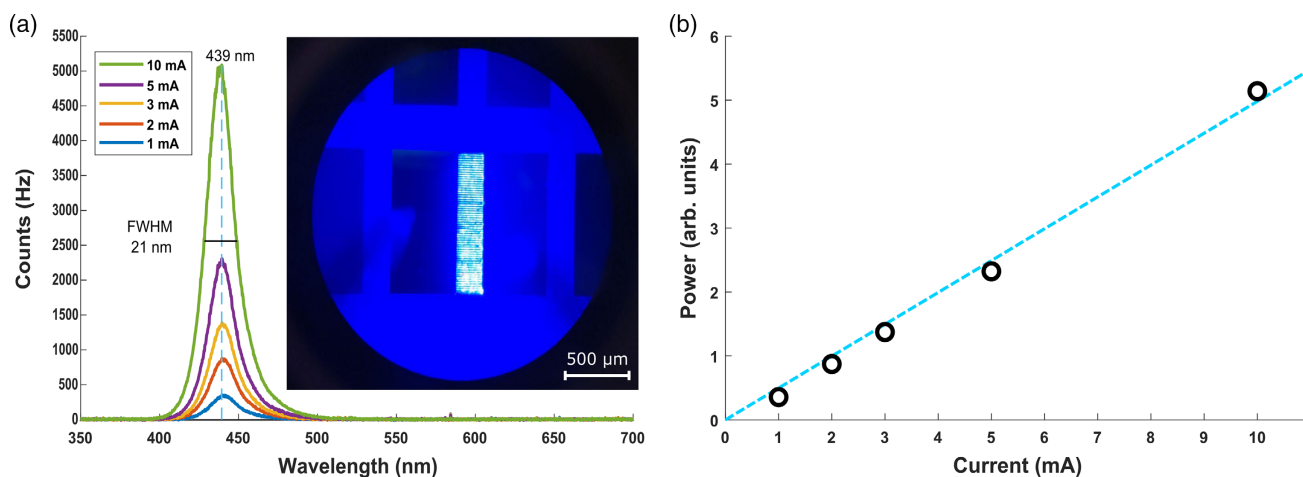 (a)
5500
5000
4500
4000
3500
3000
2500
2000
1500
1000
500
0
Counts (Hz)
350
400
450
500
550
600
650
700
Wavelength (nm)
10 mA
5 mA
3 mA
2 mA
1 mA
439 nm
FWHM
21 nm
500 µm
(b)
6
5
4
3
2
1
0
Power (arb. units)
0
1
2
3
4
5
6
7
8
9
10
Current (mA)